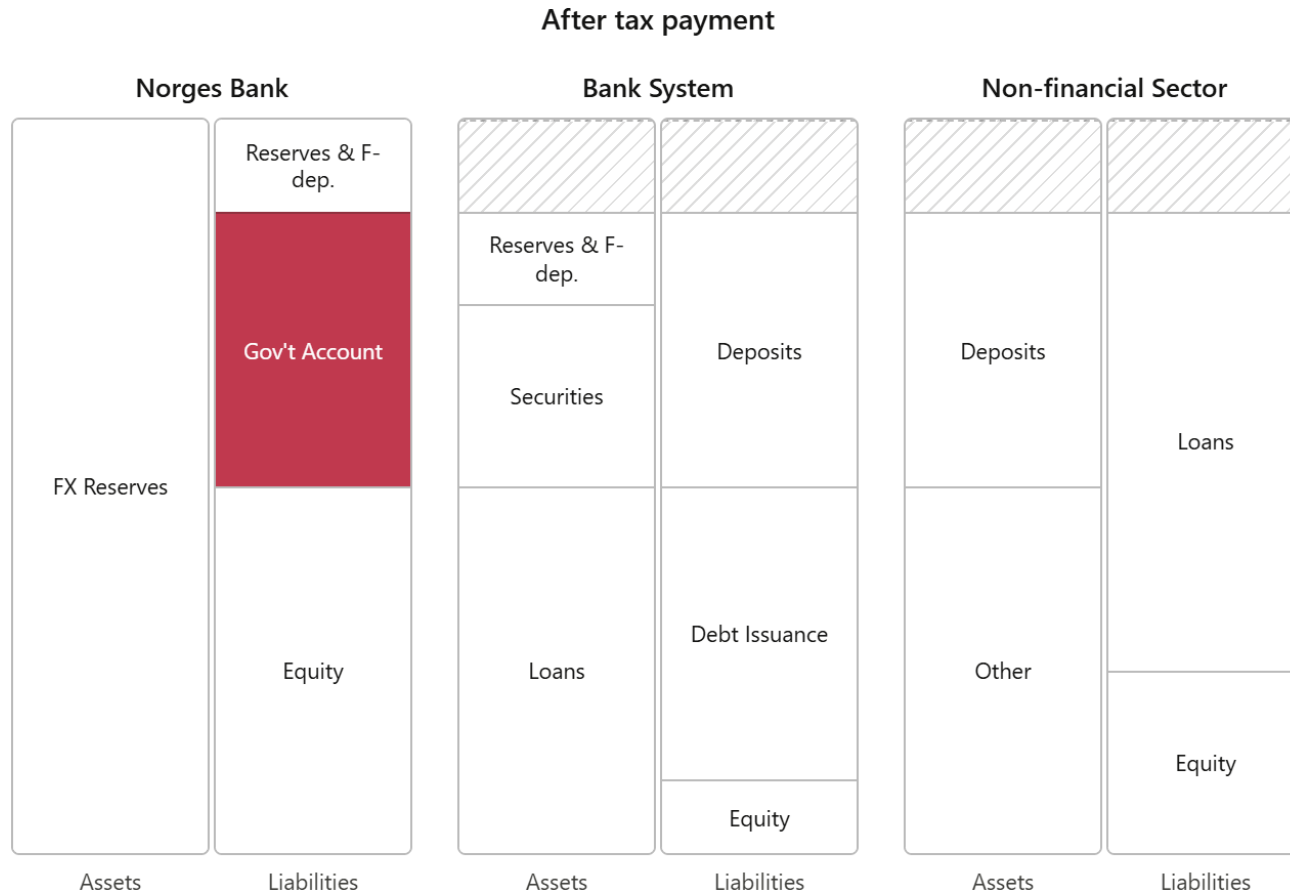 After tax payment
Norges Bank
Bank System
Non-financial Sector
FX Reserves
Reserves & F-
dep.
Gov't Account
Equity
Reserves & F-
dep.
Securities
Loans
Deposits
Debt Issuance
Equity
Deposits
Other
Loans
Equity
Assets
Liabilities
Assets
Liabilities
Assets
Liabilities